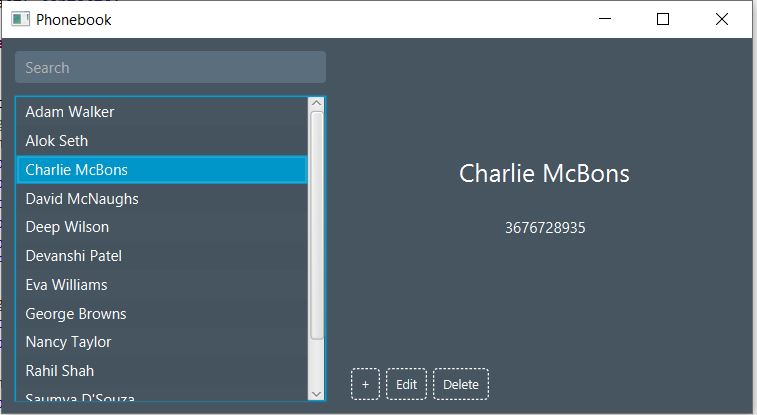 Phonebook
Search
Adam Walker
Alok Seth
Charlie McBons
David McNaughs
Deep Wilson
Devanshi Patel
Eva Williams
George Browns
Nancy Taylor
Rahil Shah
Saumya D'Souza
Charlie McBons
3676728935
+ Edit Delete